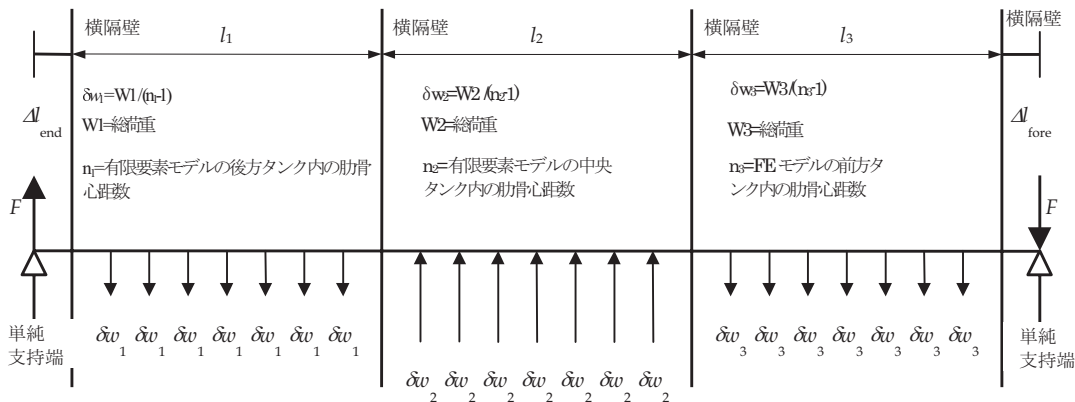 横隔壁
横隔壁
横隔壁
横隔壁
l1
l2
l3
δw1=W1/(n1-1)
W1=総荷重
n1=有限要素モデルの後方タンク内の肋骨
心距数
δw2=W2/(n2-1)
W2=総荷重
n2=有限要素モデルの中央
タンク内の肋骨心距数
δw3=W3/(n3-1)
W3=総荷重
n3=FEモデルの前方タ
ンク内の肋骨心距数
Δl end
Δl fore
F
F
単純
支持端
δw1 δw1 δw1 δw1 δw1 δw1 δw1
δw2 δw2 δw2 δw2 δw2 δw2 δw2
δw3 δw3 δw3 δw3 δw3 δw3 δw3
単純
支持端